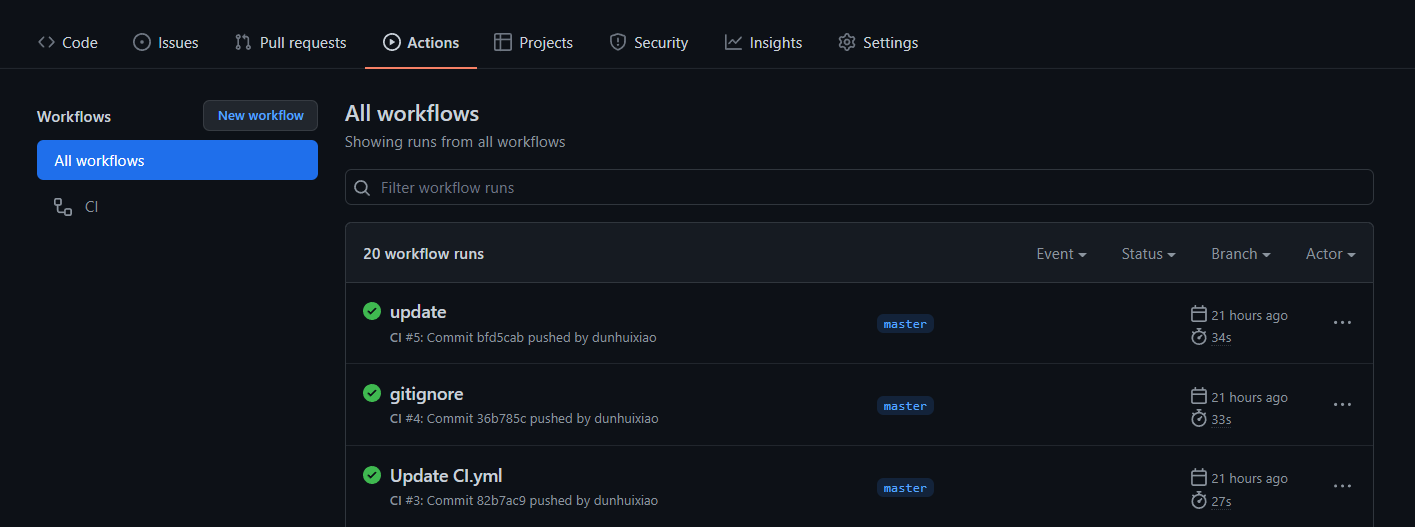 Code Issues Pull requests Actions Projects Security Insights Settings
Workflows
New workflow
All workflows
CI
All workflows
Showing runs from all workflows
Filter workflow runs
20 workflow runs Event Status Branch Actor
update
CI #5: Commit bfd5cab pushed by dunhuixiao
master
21 hours ago
34s
gitignore
CI #4: Commit 36b785c pushed by dunhuixiao
master
21 hours ago
33s
Update CI.yml
CI #3: Commit 82b7ac9 pushed by dunhuixiao
master
21 hours ago
27s